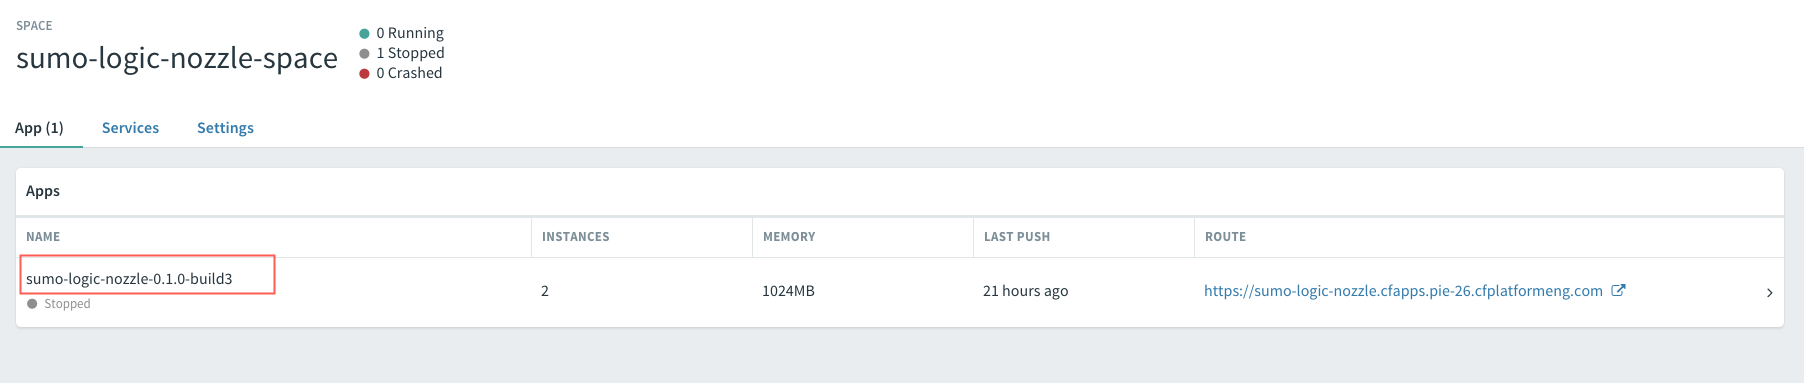 SPACE
sumo-logic-nozzle-space
0 Running
1 Stopped
0 Crashed
App (1) Services Settings
Apps
NAME INSTANCES MEMORY LAST PUSH ROUTE
sumo-logic-nozzle-0.1.0-build3
Stopped
2 1024MB 21 hours ago https://sumo-logic-nozzle.cfapps.pie-26.cfplatformeng.com